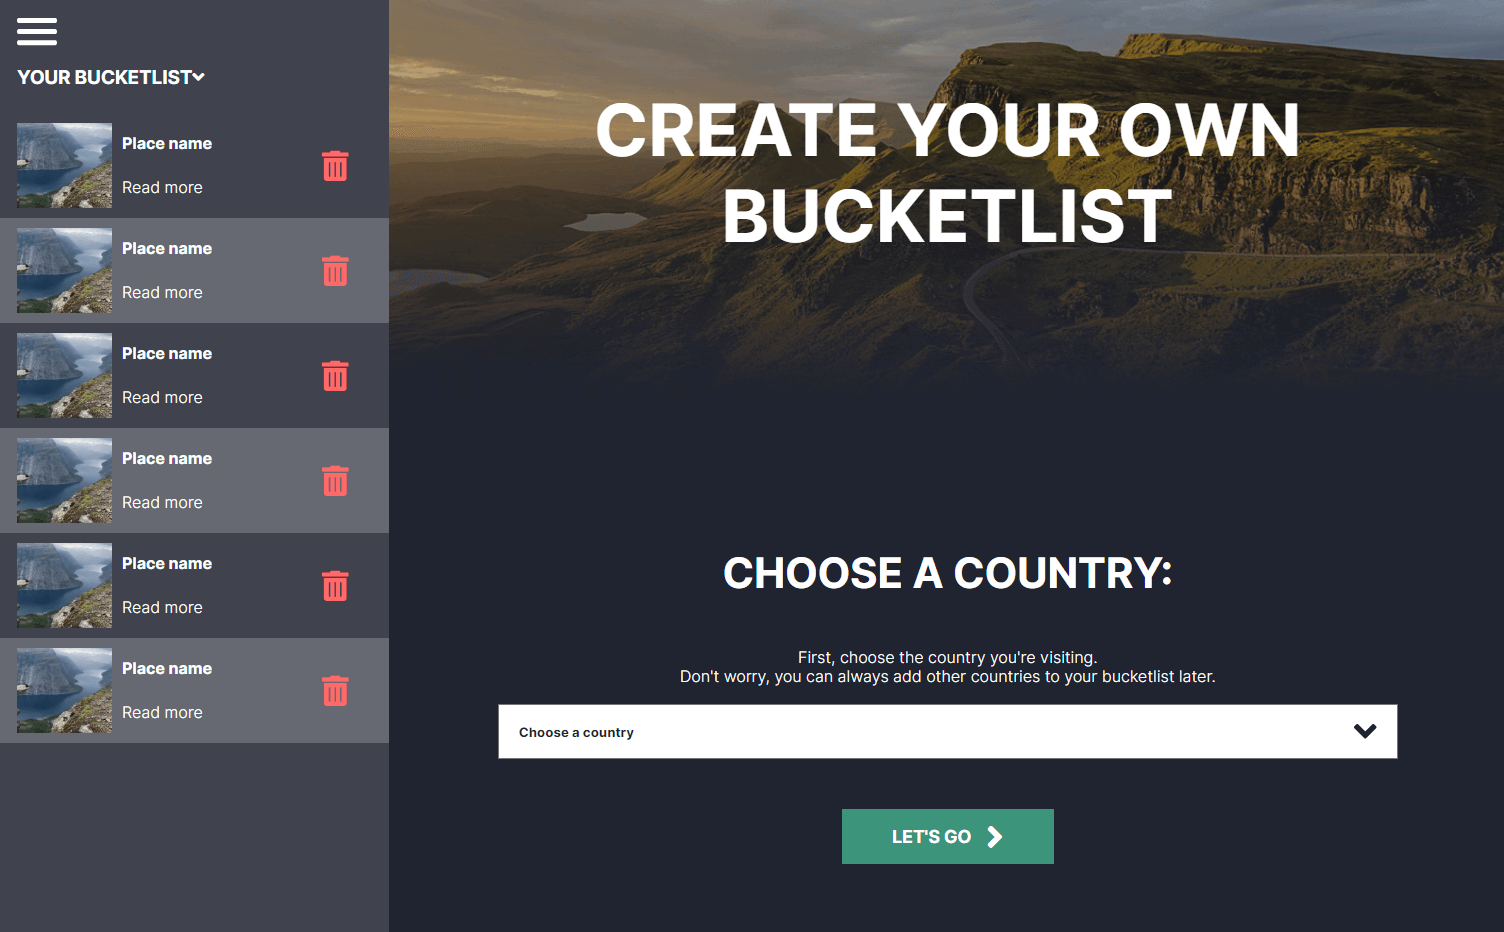 YOUR BUCKETLIST
Place name
Read more
Place name
Read more
Place name
Read more
Place name
Read more
Place name
Read more
Place name
Read more
CREATE YOUR OWN
BUCKETLIST
CHOOSE A COUNTRY:
First, choose the country you're visiting.
Don't worry, you can always add other countries to your bucketlist later.
Choose a country
LET'S GO